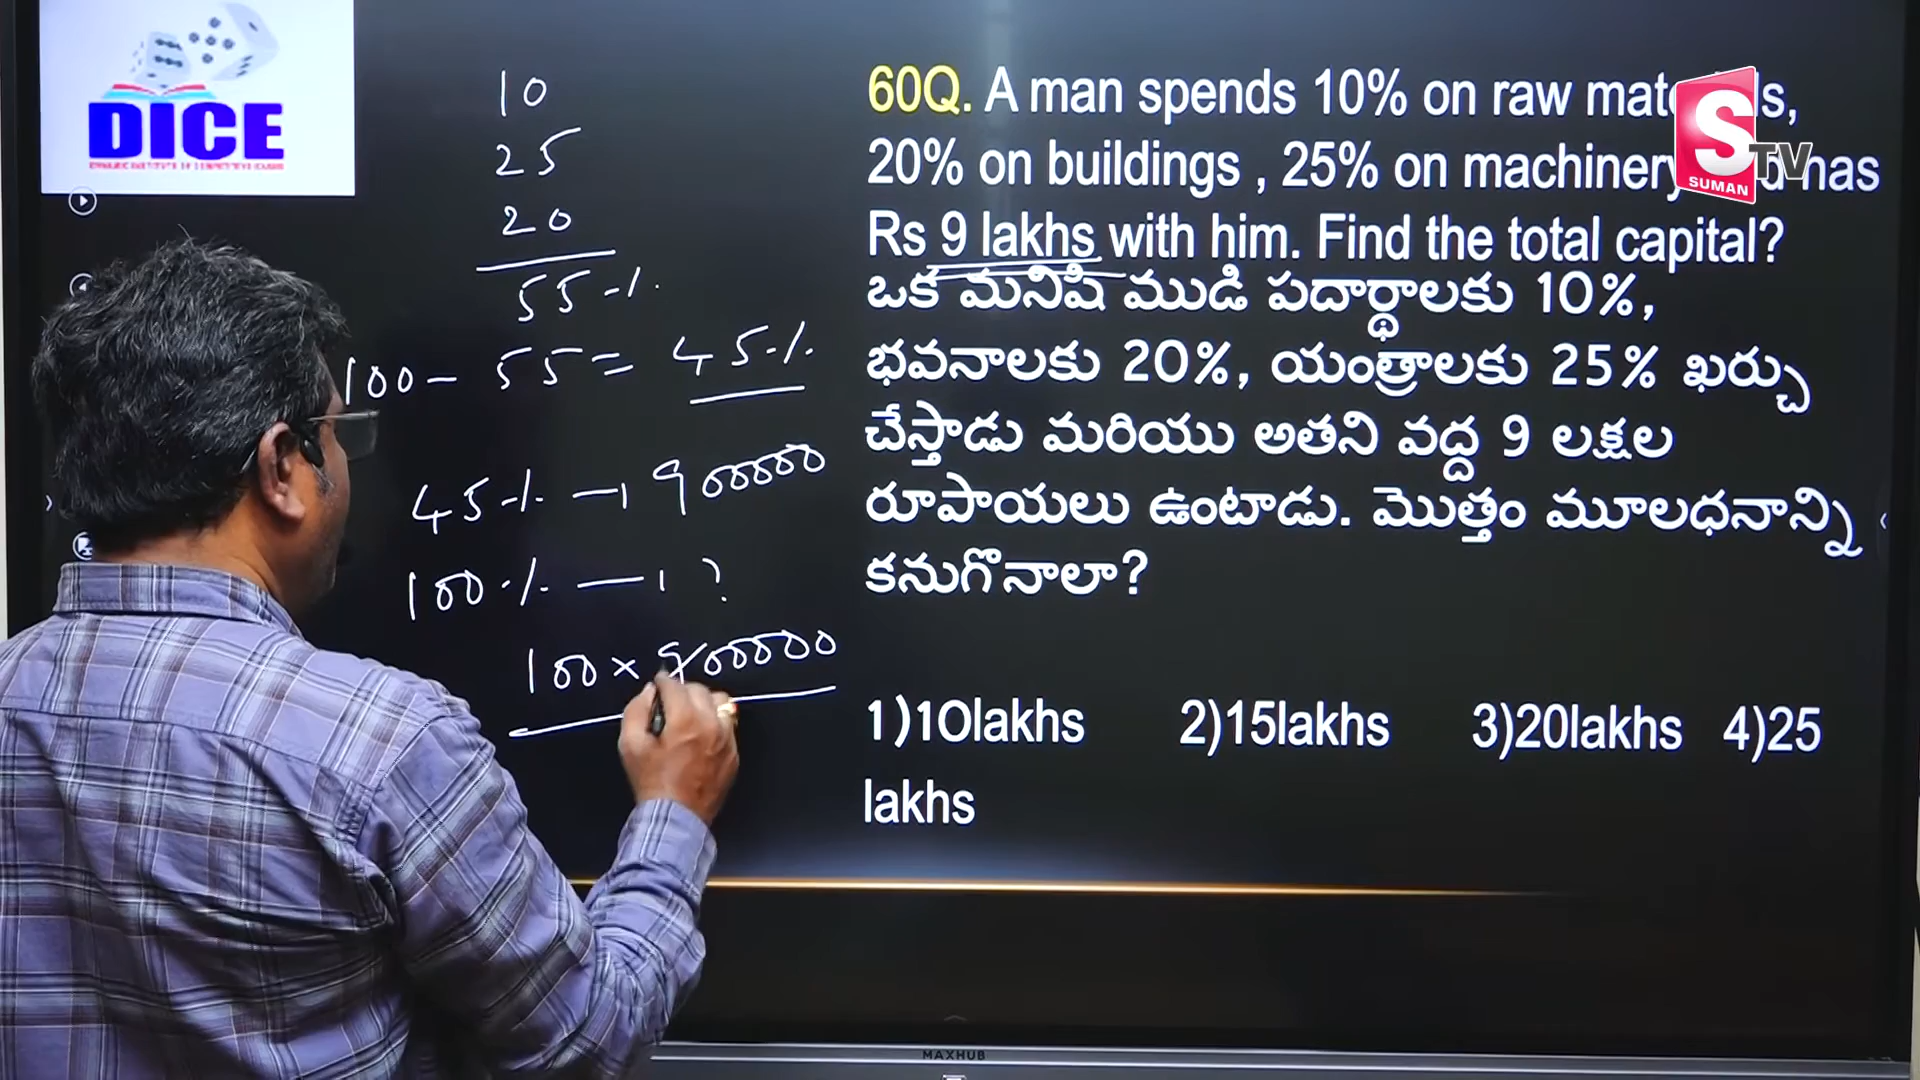 DICE
10
25
20
55%
100 - 55 = 45%
45% → 900000
100% → ?
100 × 900000
60Q. A man spends 10% on raw
20% on buildings , 25% on machinery has
Rs 9 lakhs with him. Find the total capital?
ఒక మనిషి ముడి పదార్థాలకు 10%,
భవనాలకు 20%, యంత్రాలకు 25% ఖర్చు
చేస్తాడు మరియు అతని వద్ద 9 లక్షల
రూపాయలు ఉంటాడు. మొత్తం మూలధనాన్ని
కనుగొనాలా?
1)10lakhs 2)15lakhs 3)20lakhs 4)25
lakhs
S TV
SUMAN
MAXHUB